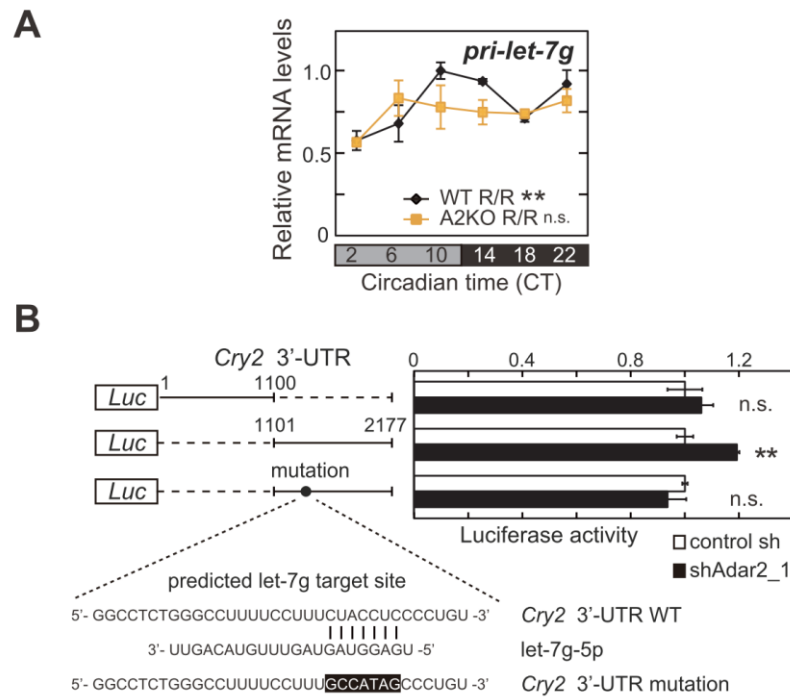 A
pri-let-7g
Relative mRNA levels
1.0
0.5
0
WT R/R **
A2KO R/R n.s.
2 6 10 14 18 22
Circadian time (CT)
B
Cry2 3'-UTR
0 0.4 0.8 1.2
1 1100
Luc
n.s.
1101 2177
Luc
**
mutation
Luc
n.s.
Luciferase activity
control sh
shAdar2_1
predicted let-7g target site
5'- GGCCTCTGGGCCUUUUCCUUUCUACCUCCCCUGU -3' Cry2 3'-UTR WT
3'- UUGACAUGUUUGAUGAUGGAGU -5' let-7g-5p
5'- GGCCTCTGGGCCUUUUCCUUUGCCATAGCCCUGU -3' Cry2 3'-UTR mutation